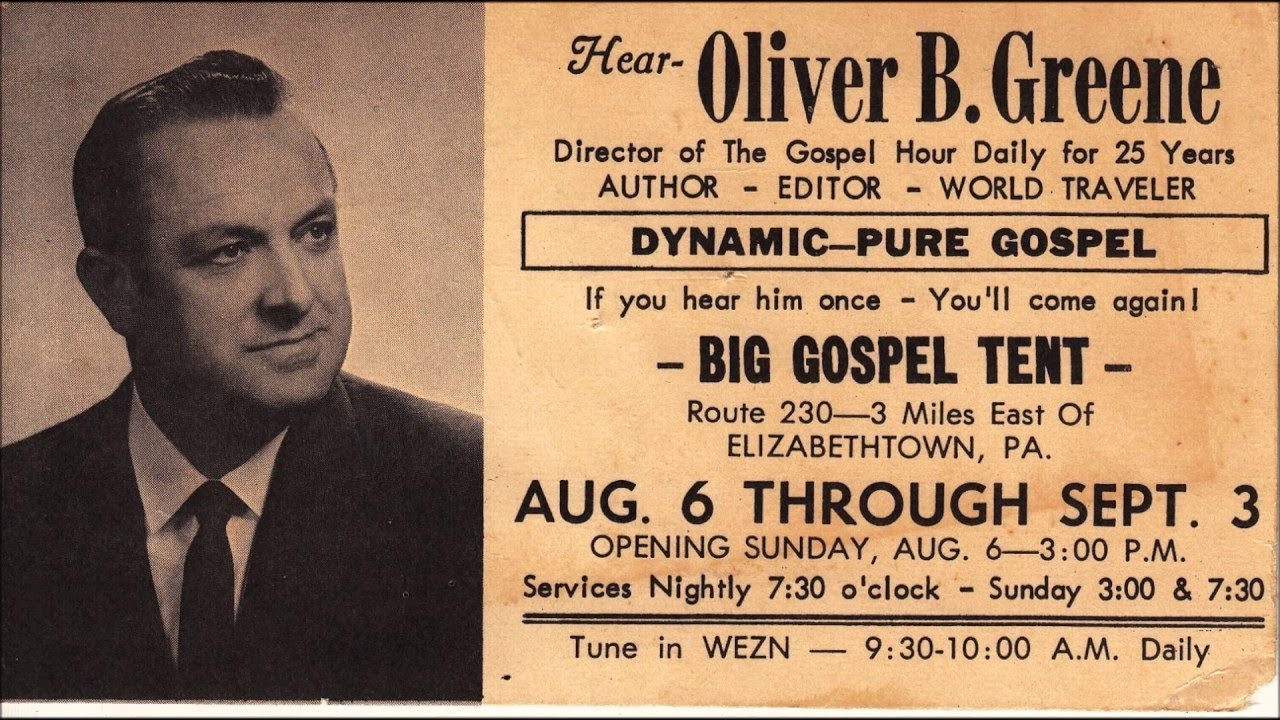 Hear- Oliver B. Greene
Director of The Gospel Hour Daily for 25 Years
AUTHOR - EDITOR - WORLD TRAVELER
DYNAMIC—PURE GOSPEL
If you hear him once - You'll come again!
- BIG GOSPEL TENT -
Route 230—3 Miles East Of
ELIZABETHTOWN, PA.
AUG. 6 THROUGH SEPT. 3
OPENING SUNDAY, AUG. 6—3:00 P.M.
Services Nightly 7:30 o'clock - Sunday 3:00 & 7:30
Tune in WEZN — 9:30-10:00 A.M. Daily